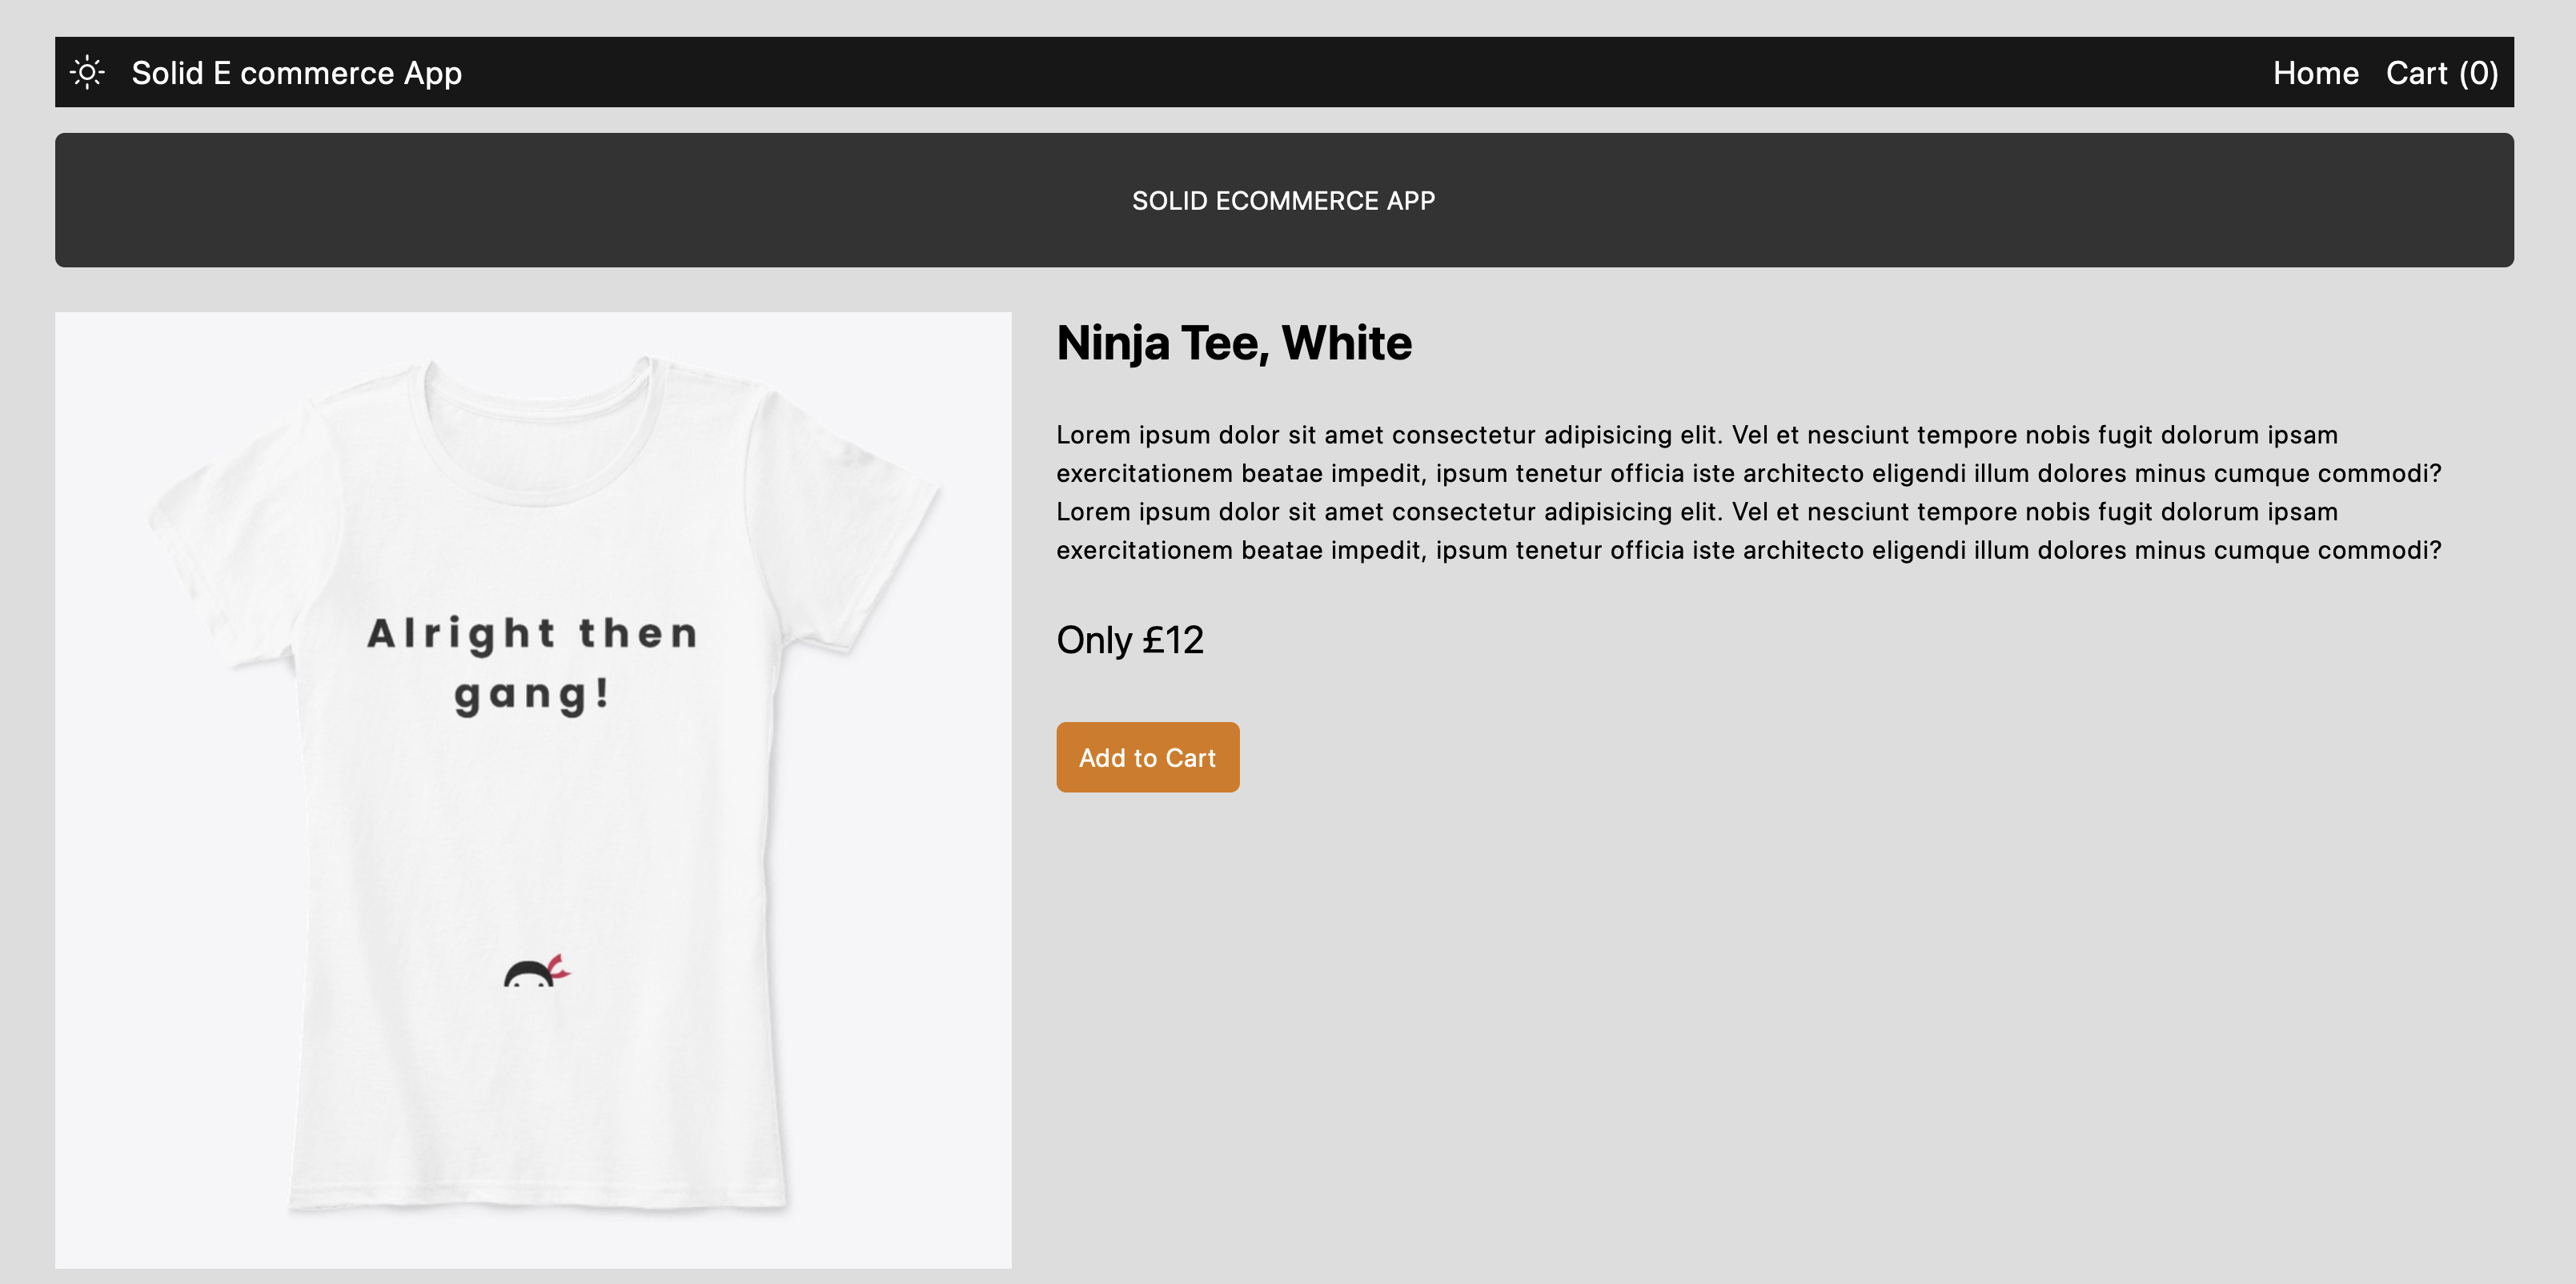 Solid E commerce App
Home Cart (0)
SOLID ECOMMERCE APP
Alright then
gang!
Ninja Tee, White
Lorem ipsum dolor sit amet consectetur adipisicing elit. Vel et nesciunt tempore nobis fugit dolorum ipsam
exercitationem beatae impedit, ipsum tenetur officia iste architecto eligendi illum dolores minus cumque commodi?
Lorem ipsum dolor sit amet consectetur adipisicing elit. Vel et nesciunt tempore nobis fugit dolorum ipsam
exercitationem beatae impedit, ipsum tenetur officia iste architecto eligendi illum dolores minus cumque commodi?
Only £12
Add to Cart